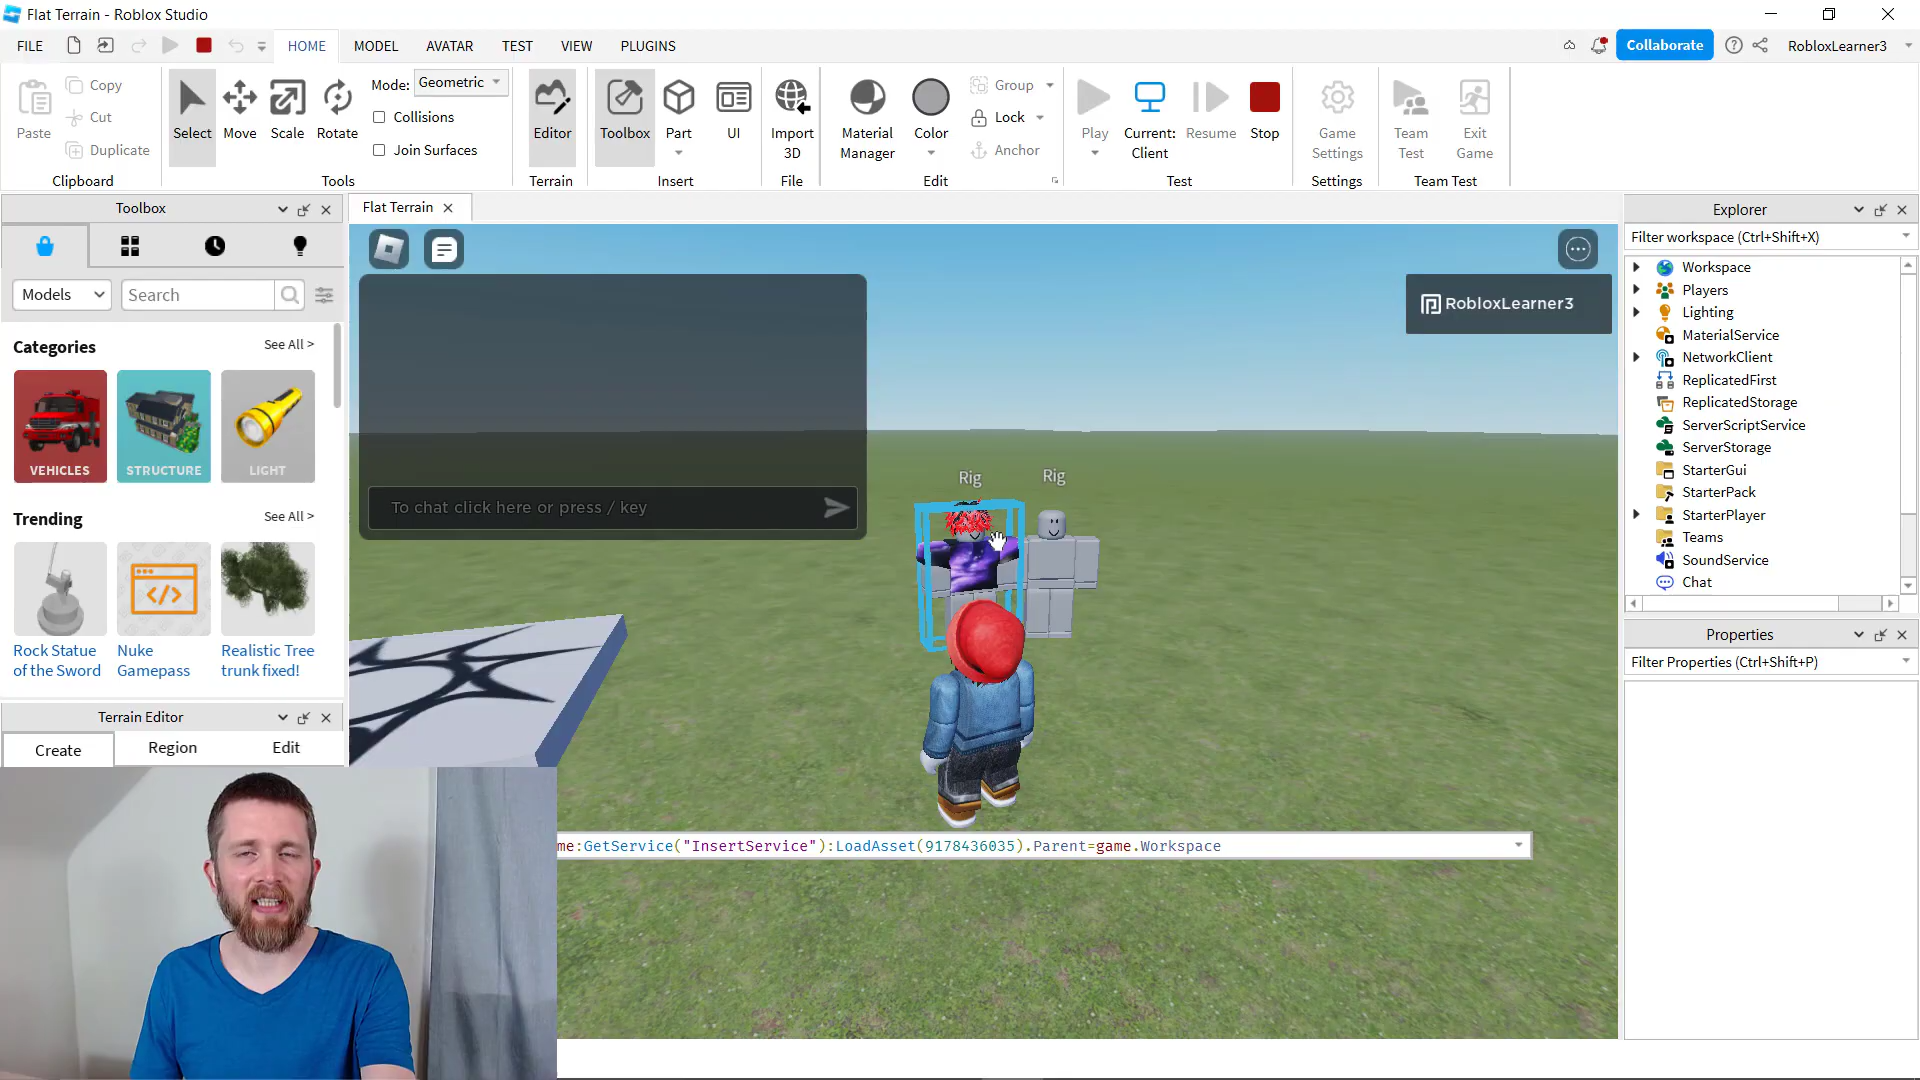 Flat Terrain - Roblox Studio
FILE HOME MODEL AVATAR TEST VIEW PLUGINS Collaborate RobloxLearner3
Paste Copy Cut Duplicate
Clipboard
Select Move Scale Rotate
Mode: Geometric
Collisions
Join Surfaces
Tools
Editor
Terrain
Toolbox Part UI
Insert
Import 3D
File
Material Manager Color
Group
Lock
Anchor
Edit
Play Current: Client Resume Stop
Test
Game Settings
Settings
Team Test Exit Game
Team Test
Toolbox
Models Search
Categories See All >
VEHICLES STRUCTURE LIGHT
Trending See All >
Rock Statue of the Sword
Nuke Gamepass
Realistic Tree trunk fixed!
Terrain Editor
Create Region Edit
Flat Terrain
To chat click here or press / key
RobloxLearner3
Rig Rig
me:GetService("InsertService"):LoadAsset(9178436035).Parent=game.Workspace
Explorer
Filter workspace (Ctrl+Shift+X)
Workspace
Players
Lighting
MaterialService
NetworkClient
ReplicatedFirst
ReplicatedStorage
ServerScriptService
ServerStorage
StarterGui
StarterPack
StarterPlayer
Teams
SoundService
Chat
Properties
Filter Properties (Ctrl+Shift+P)